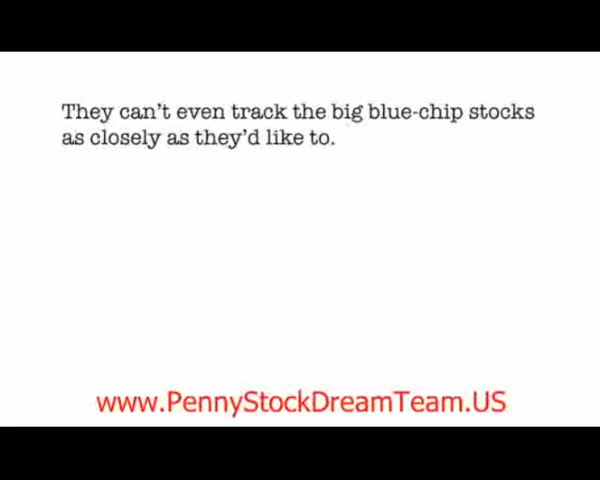 They can't even track the big blue-chip stocks
as closely as they'd like to.
www.PennyStockDreamTeam.US